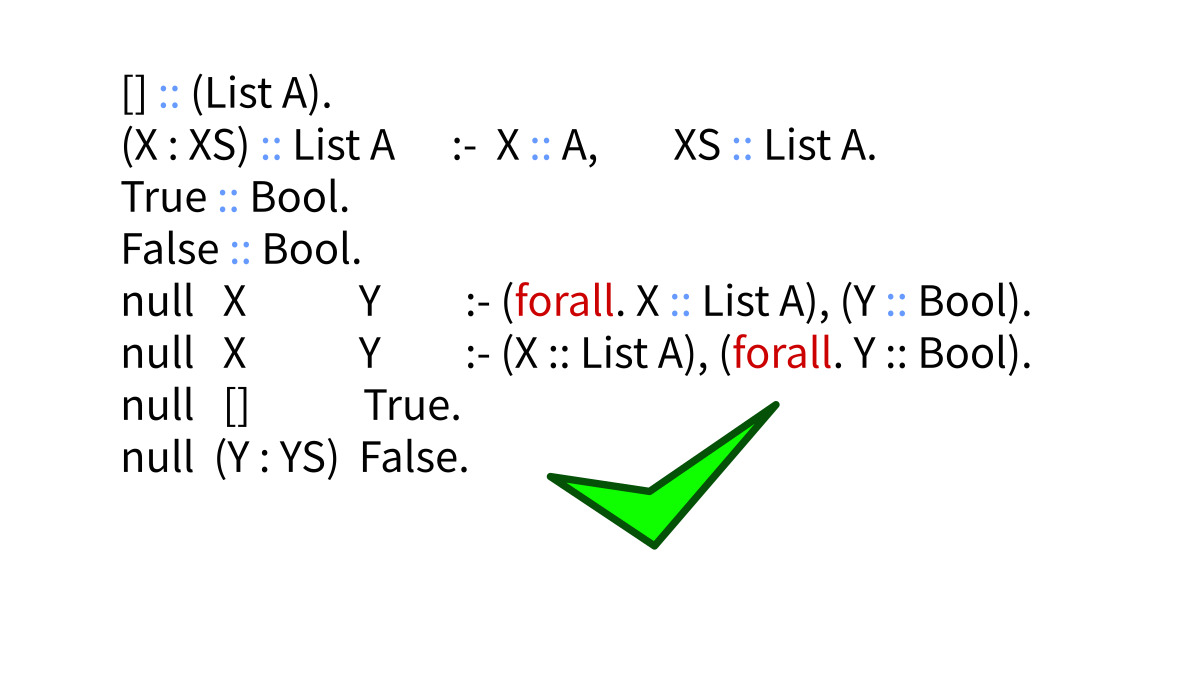 [] :: (List A).
(X : XS) :: List A :- X :: A, XS :: List A.
True :: Bool.
False :: Bool.
null X Y :- (forall. X :: List A), (Y :: Bool).
null X Y :- (X :: List A), (forall. Y :: Bool).
null [] True.
null (Y : YS) False.